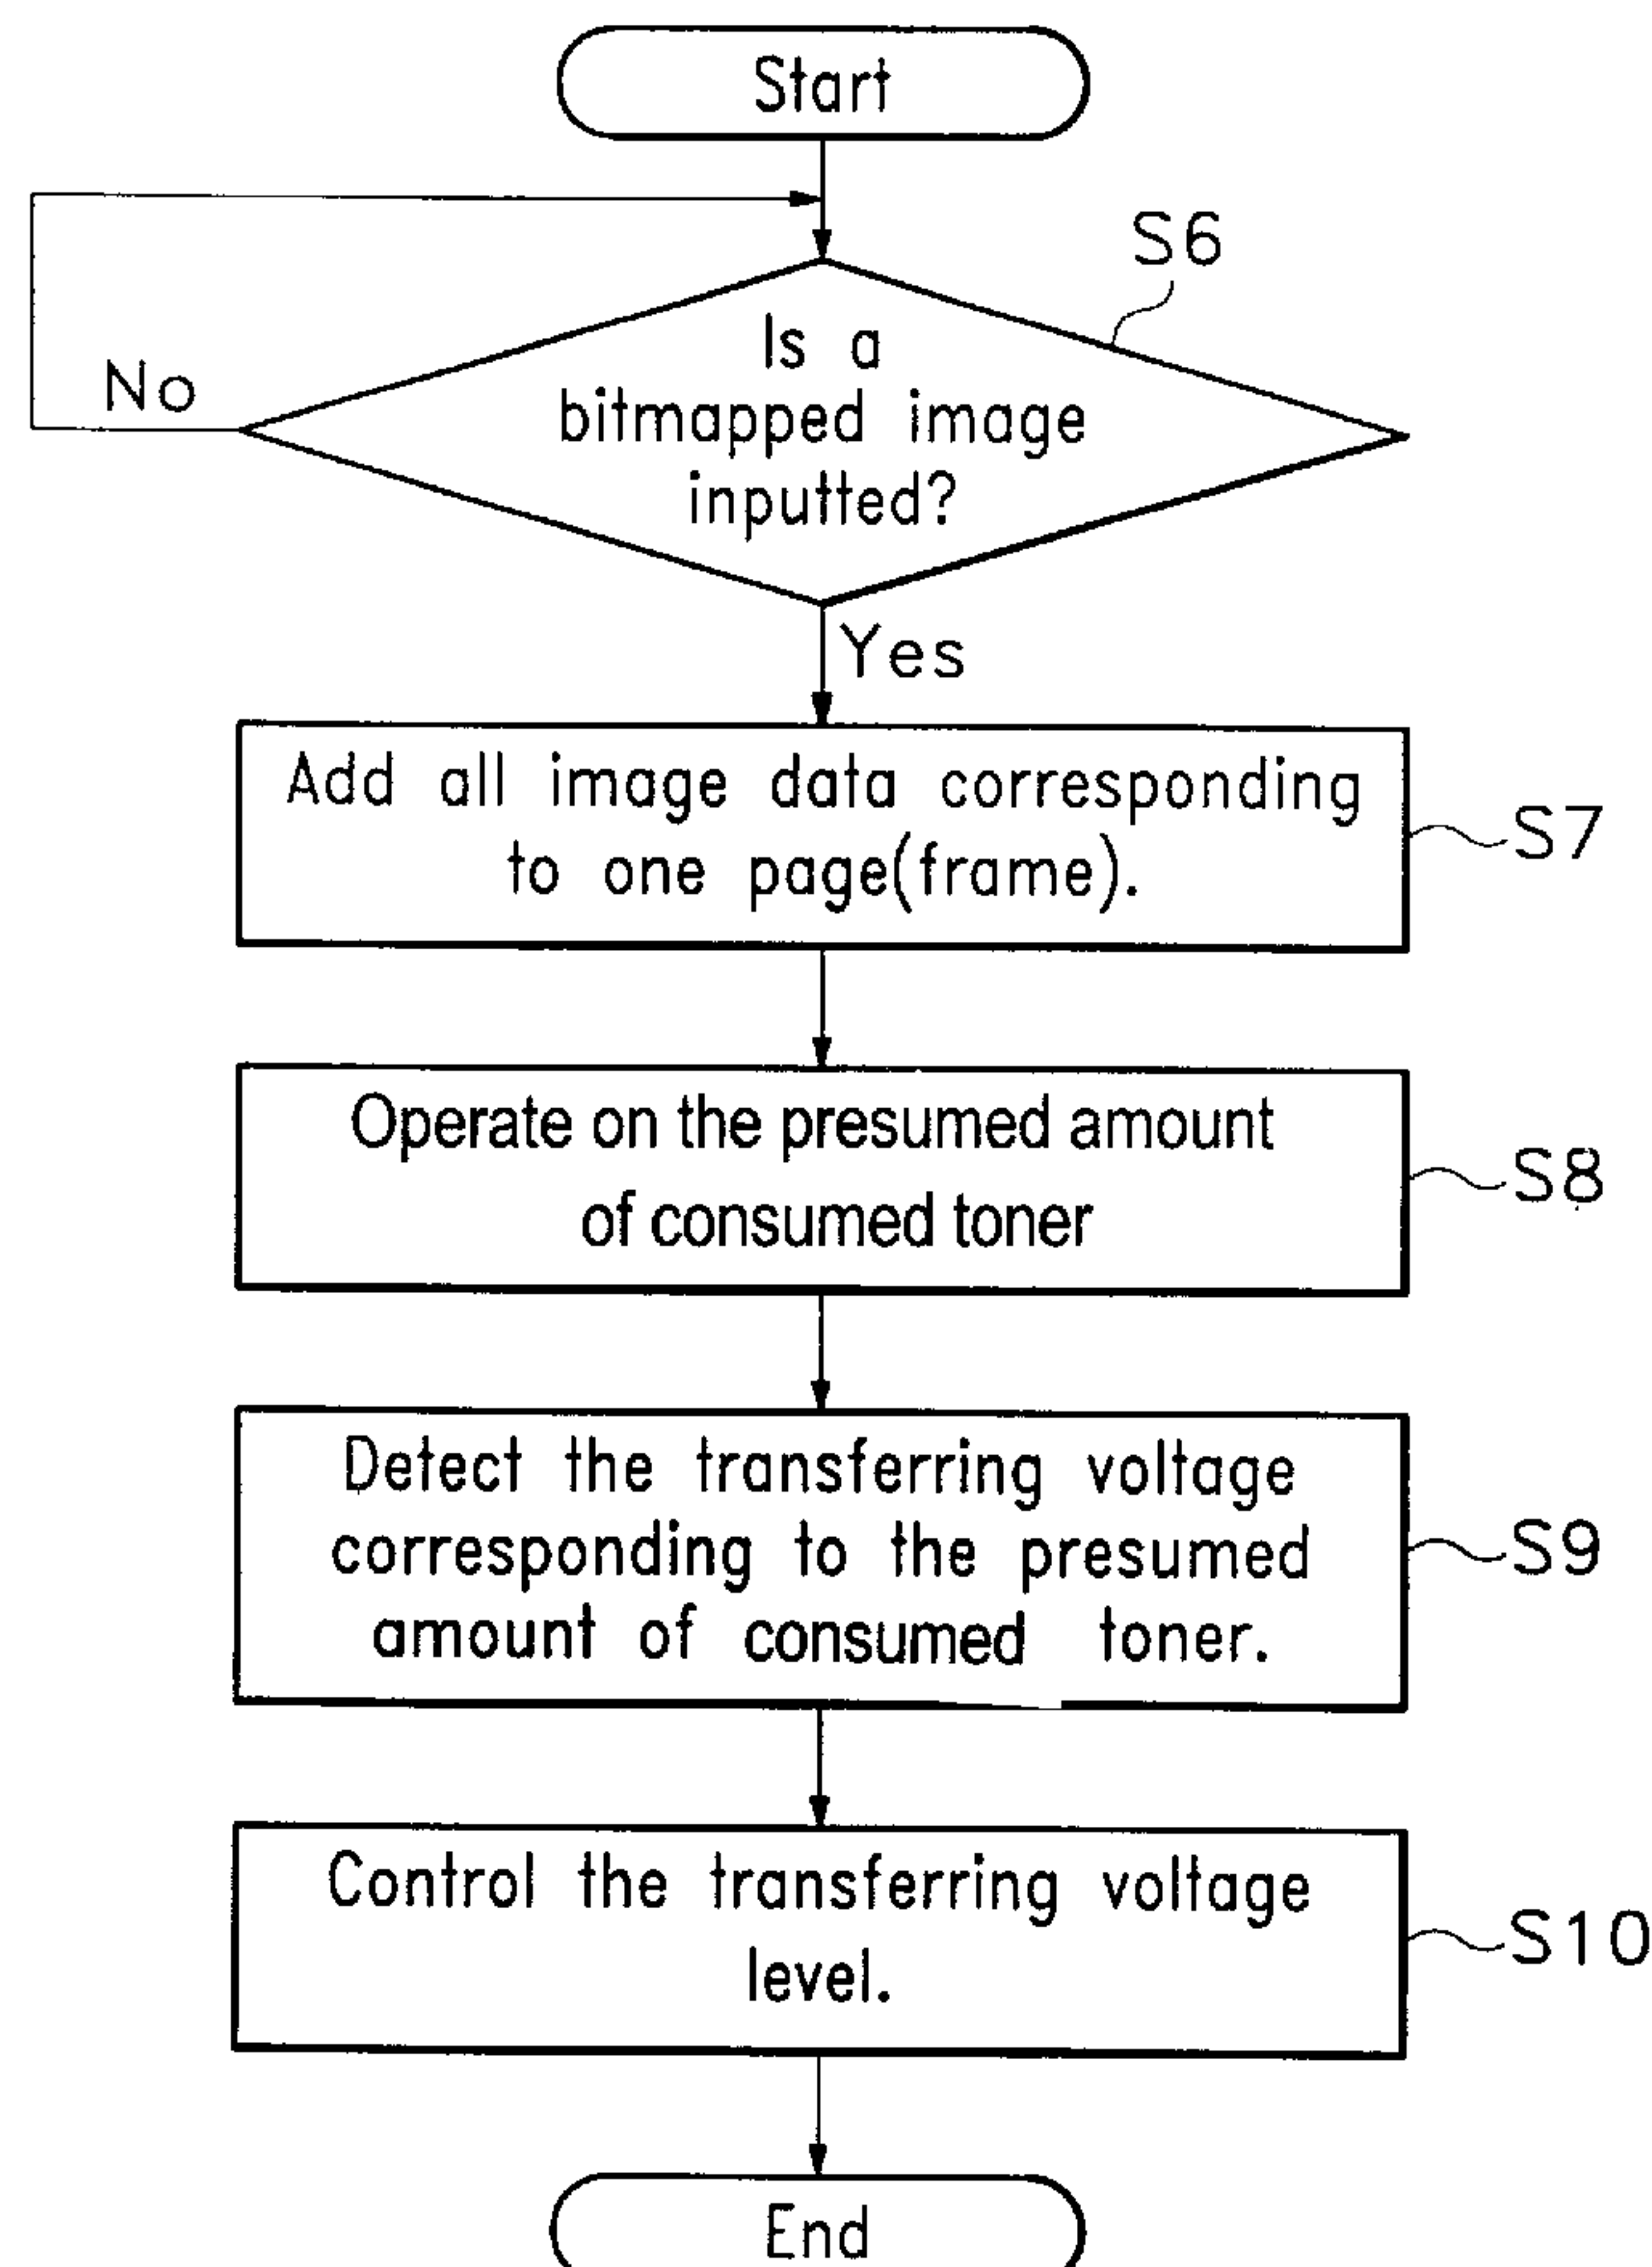 Start
S6
Is a
bitmapped image
inputted?
No
Yes
Add all image data corresponding
to one page(frame).
S7
Operate on the presumed amount
of consumed toner
S8
Detect the transferring voltage
corresponding to the presumed
amount of consumed toner.
S9
Control the transferring voltage
level.
S10
End